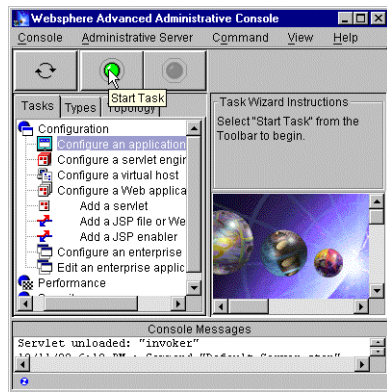 Websphere Advanced Administrative Console
Console Administrative Server Command View Help
Start Task
Tasks Types Topology
Configuration
Configure an application
Configure a servlet engir
Configure a virtual host
Configure a Web applica
Add a servlet
Add a JSP file or We
Add a JSP enabler
Configure an enterprise
Edit an enterprise applic
Performance
Task Wizard Instructions
Select "Start Task" from the
Toolbar to begin.
Console Messages
Servlet unloaded: "invoker"